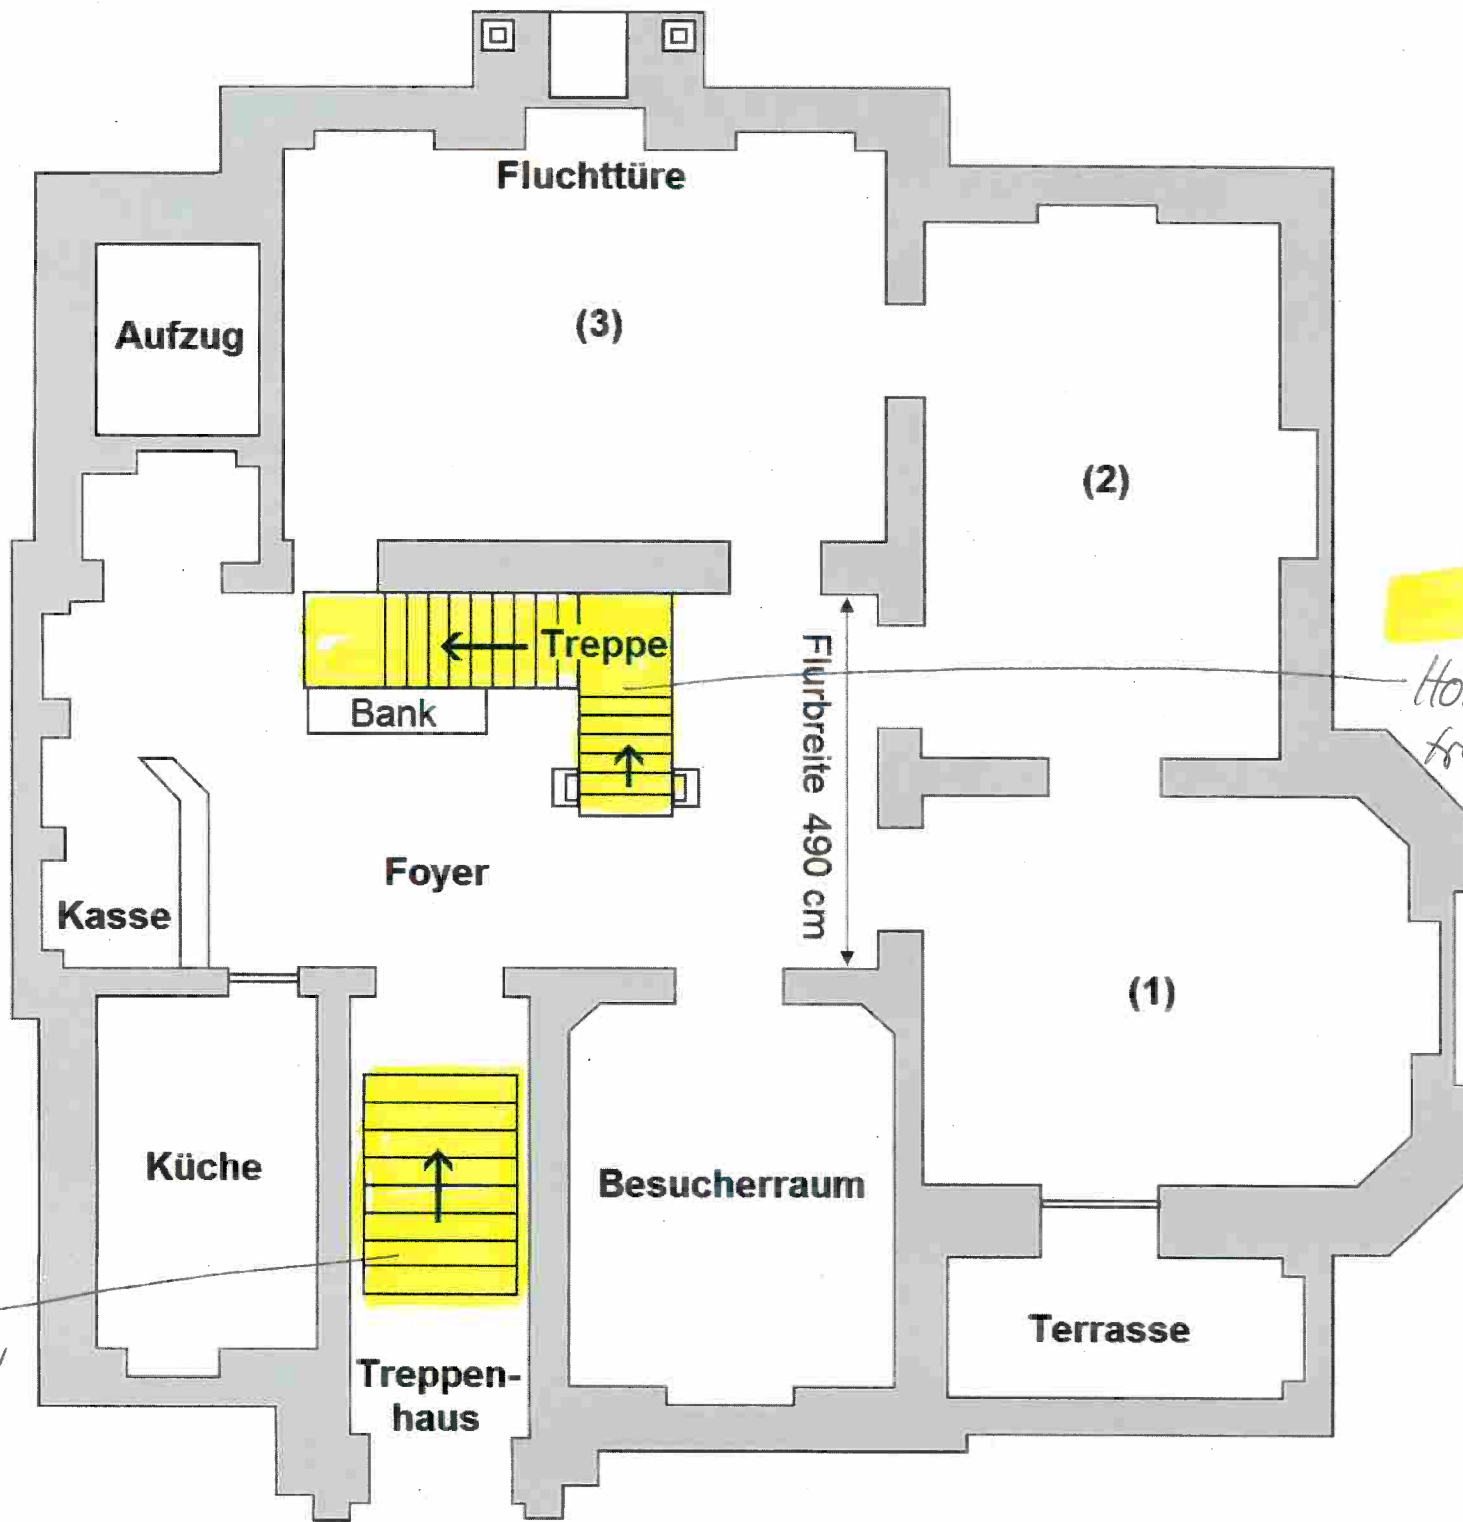 Fluchttüre
Aufzug
(3)
(2)
Treppe
Bank
Flurbreite 490 cm
Foyer
Kasse
(1)
Küche
Besucherraum
Terrasse
Treppen-
haus